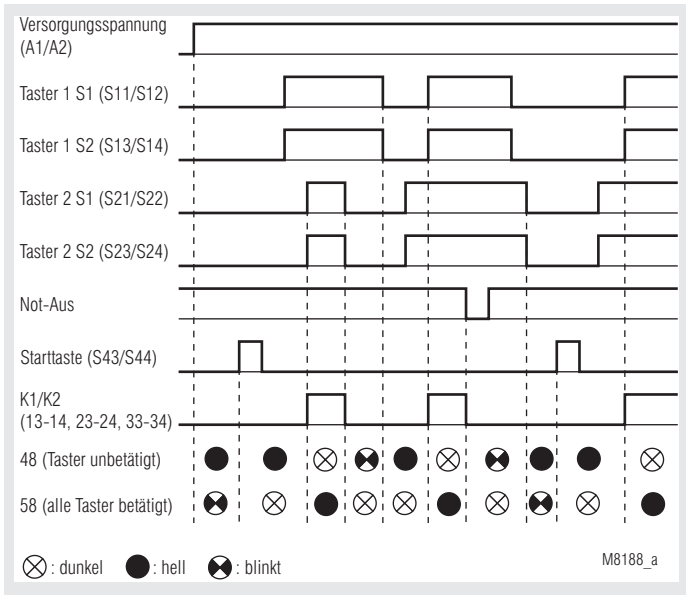 Versorgungsspannung
(A1/A2)
Taster 1 S1 (S11/S12)
Taster 1 S2 (S13/S14)
Taster 2 S1 (S21/S22)
Taster 2 S2 (S23/S24)
Not-Aus
Starttaste (S43/S44)
K1/K2
(13-14, 23-24, 33-34)
48 (Taster unbetätigt)
58 (alle Taster betätigt)
: dunkel : hell : blinkt
M8188_a